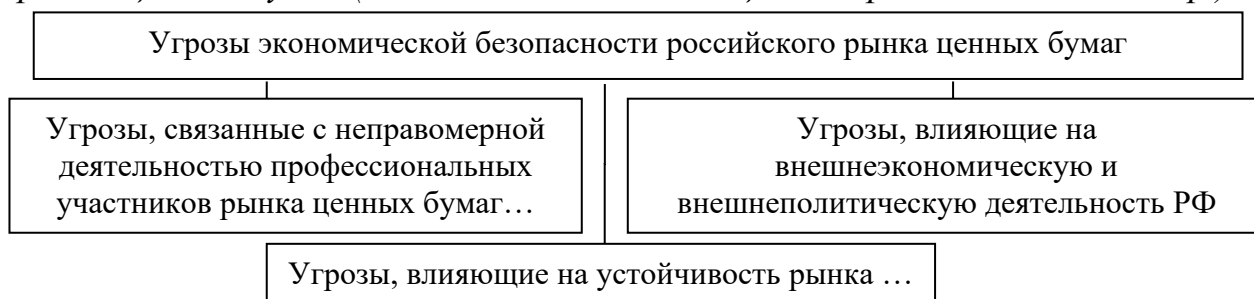 Угрозы экономической безопасности российского рынка ценных бумаг
Угрозы, связанные с неправомерной
деятельностью профессиональных
участников рынка ценных бумаг…
Угрозы, влияющие на
внешнеэкономическую и
внешнеполитическую деятельность РФ
Угрозы, влияющие на устойчивость рынка …